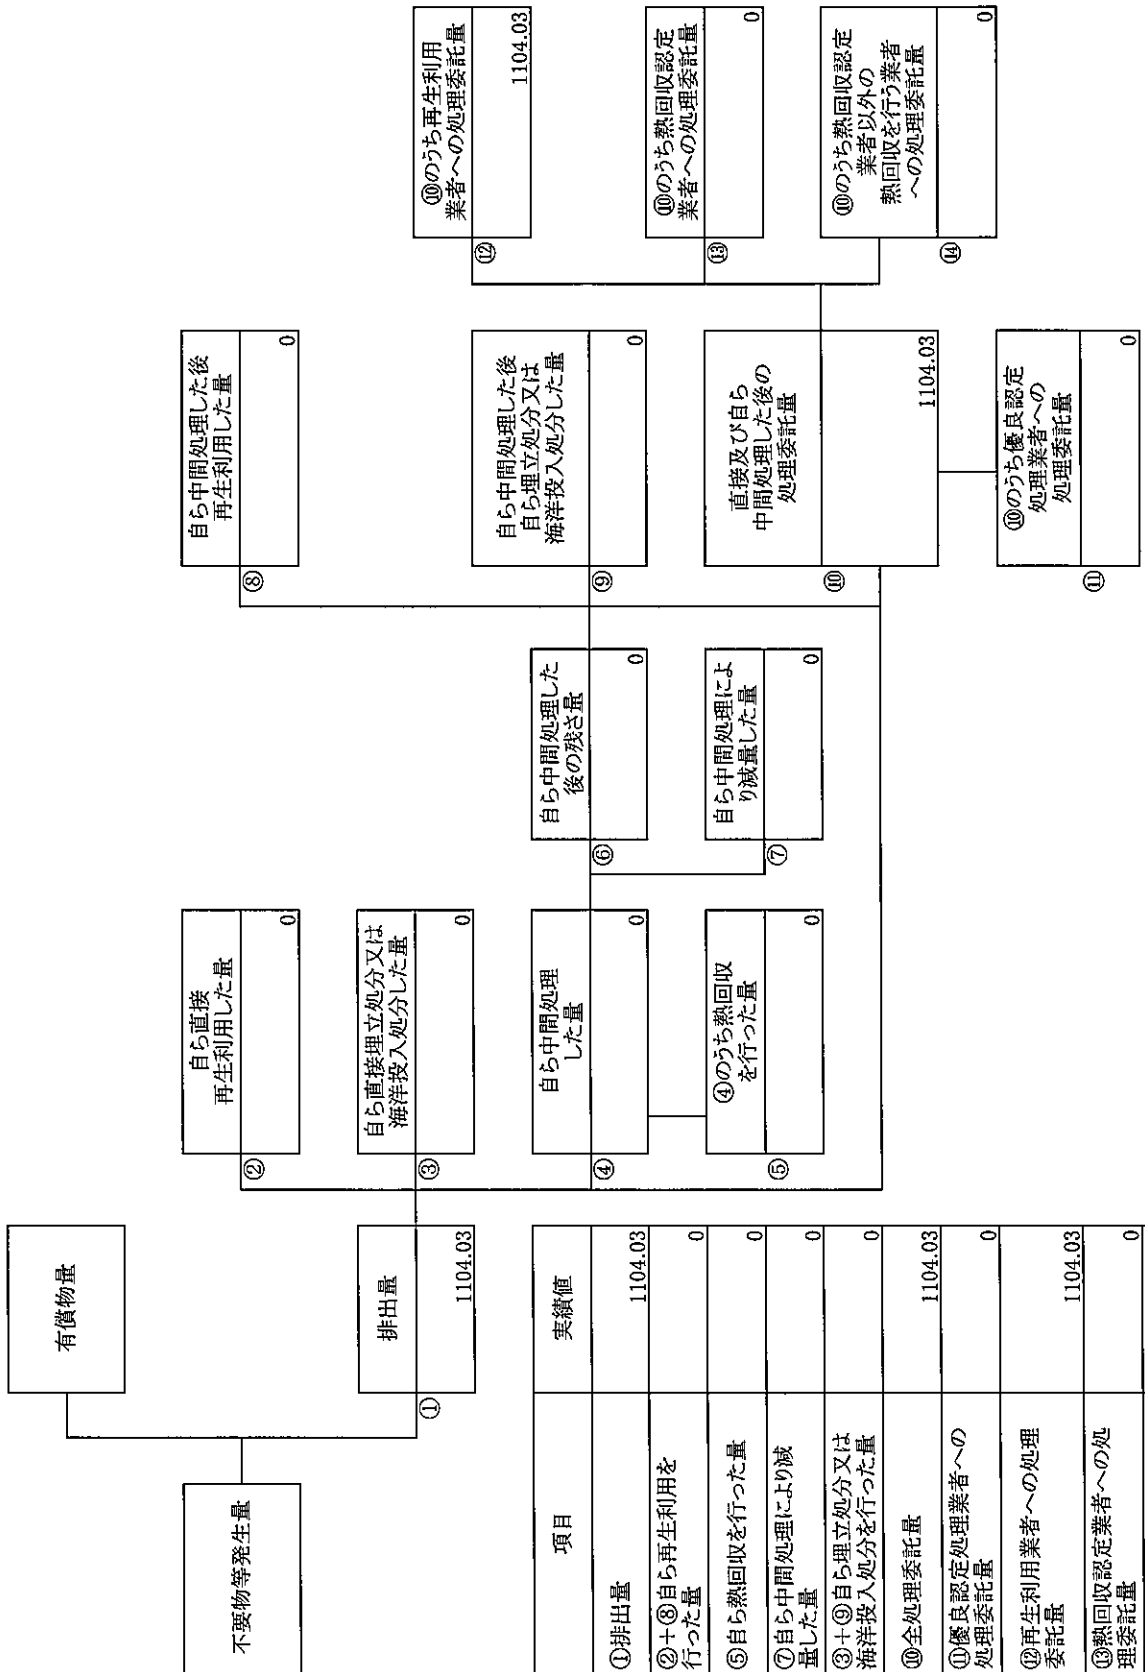 不要物等発生量
有償物量
①
排出量
1104.03
②
自ら直接
再生利用した量
0
③
自ら直接埋立処分又は
海洋投入処分した量
0
④
自ら中間処理
した量
0
⑤
④のうち熱回収
を行った量
0
⑥
自ら中間処理した
後の残さ量
0
⑦
自ら中間処理によ
り減量した量
0
⑧
自ら中間処理した後
再生利用した量
0
⑨
自ら中間処理した後
自ら埋立処分又は
海洋投入処分した量
0
⑩
直接及び自ら
中間処理した後の
処理委託量
1104.03
⑪
⑩のうち優良認定
処理業者への
処理委託量
0
⑫
⑩のうち再生利用
業者への処理委託量
1104.03
⑬
⑩のうち熱回収認定
業者への処理委託量
0
⑭
⑩のうち熱回収認定
業者以外の
熱回収を行う業者
への処理委託量
0
項目 実績値
①排出量 1104.03
②+⑧自ら再生利用を
行った量 0
⑤自ら熱回収を行った量 0
⑦自ら中間処理により減
量した量 0
③+⑨自ら埋立処分又は
海洋投入処分を行った量 0
⑩全処理委託量 1104.03
⑪優良認定処理業者への
処理委託量 0
⑫再生利用業者への処理
委託量 1104.03
⑬熱回収認定業者への処
理委託量 0